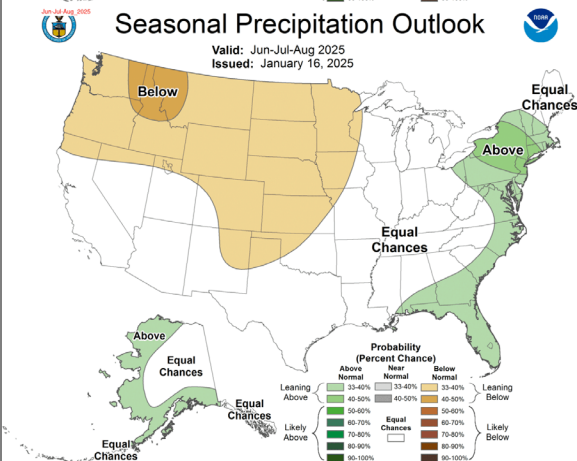 Jun-Jul-Aug_2025
Seasonal Precipitation Outlook
NOAA
Valid: Jun-Jul-Aug 2025
Issued: January 16, 2025
Below
Equal
Chances
Above
Equal
Chances
Above
Equal
Chances
Equal
Chances
Equal
Chances
Probability
(Percent Chance)
Above
Normal
Near
Normal
Below
Normal
Leaning
Above
33-40%
40-50%
33-40%
40-50%
33-40%
40-50%
Leaning
Below
Likely
Above
50-60%
60-70%
70-80%
80-90%
90-100%
Equal
Chances
50-60%
60-70%
70-80%
80-90%
90-100%
Likely
Below